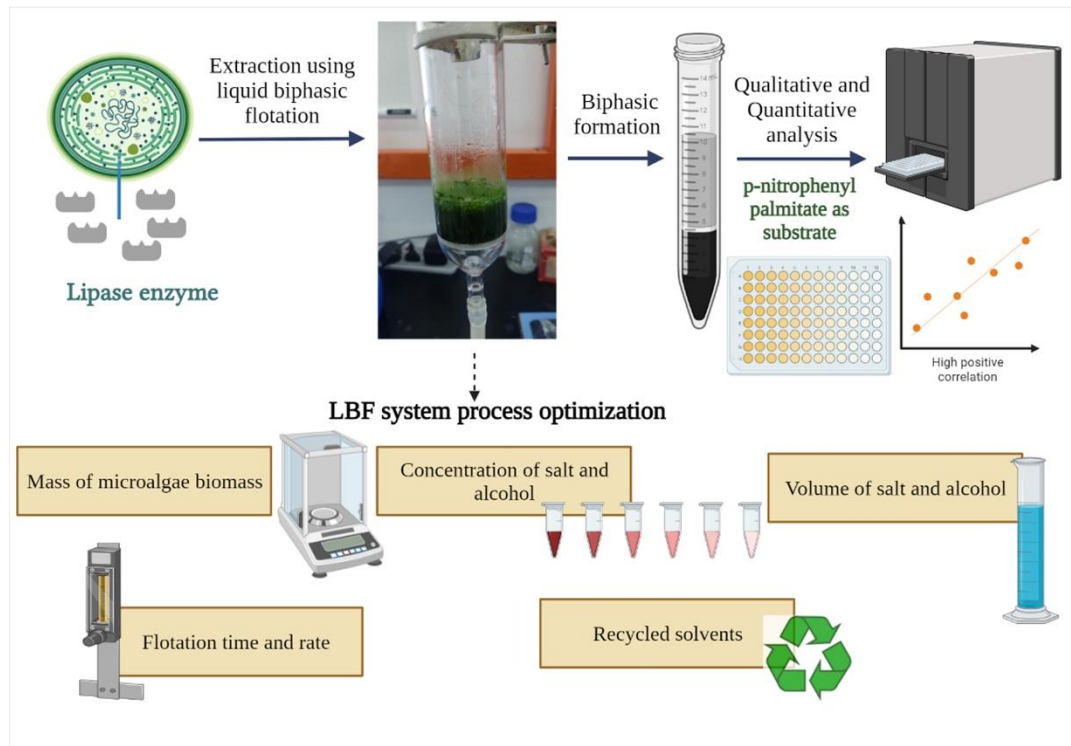 Extraction using
liquid biphasic
flotation
Biphasic
formation
Qualitative and
Quantitative
analysis
p-nitrophenyl
palmitate as
substrate
Lipase enzyme
High positive
correlation
LBF system process optimization
Mass of microalgae biomass
Concentration of salt and
alcohol
Volume of salt and alcohol
Flotation time and rate
Recycled solvents